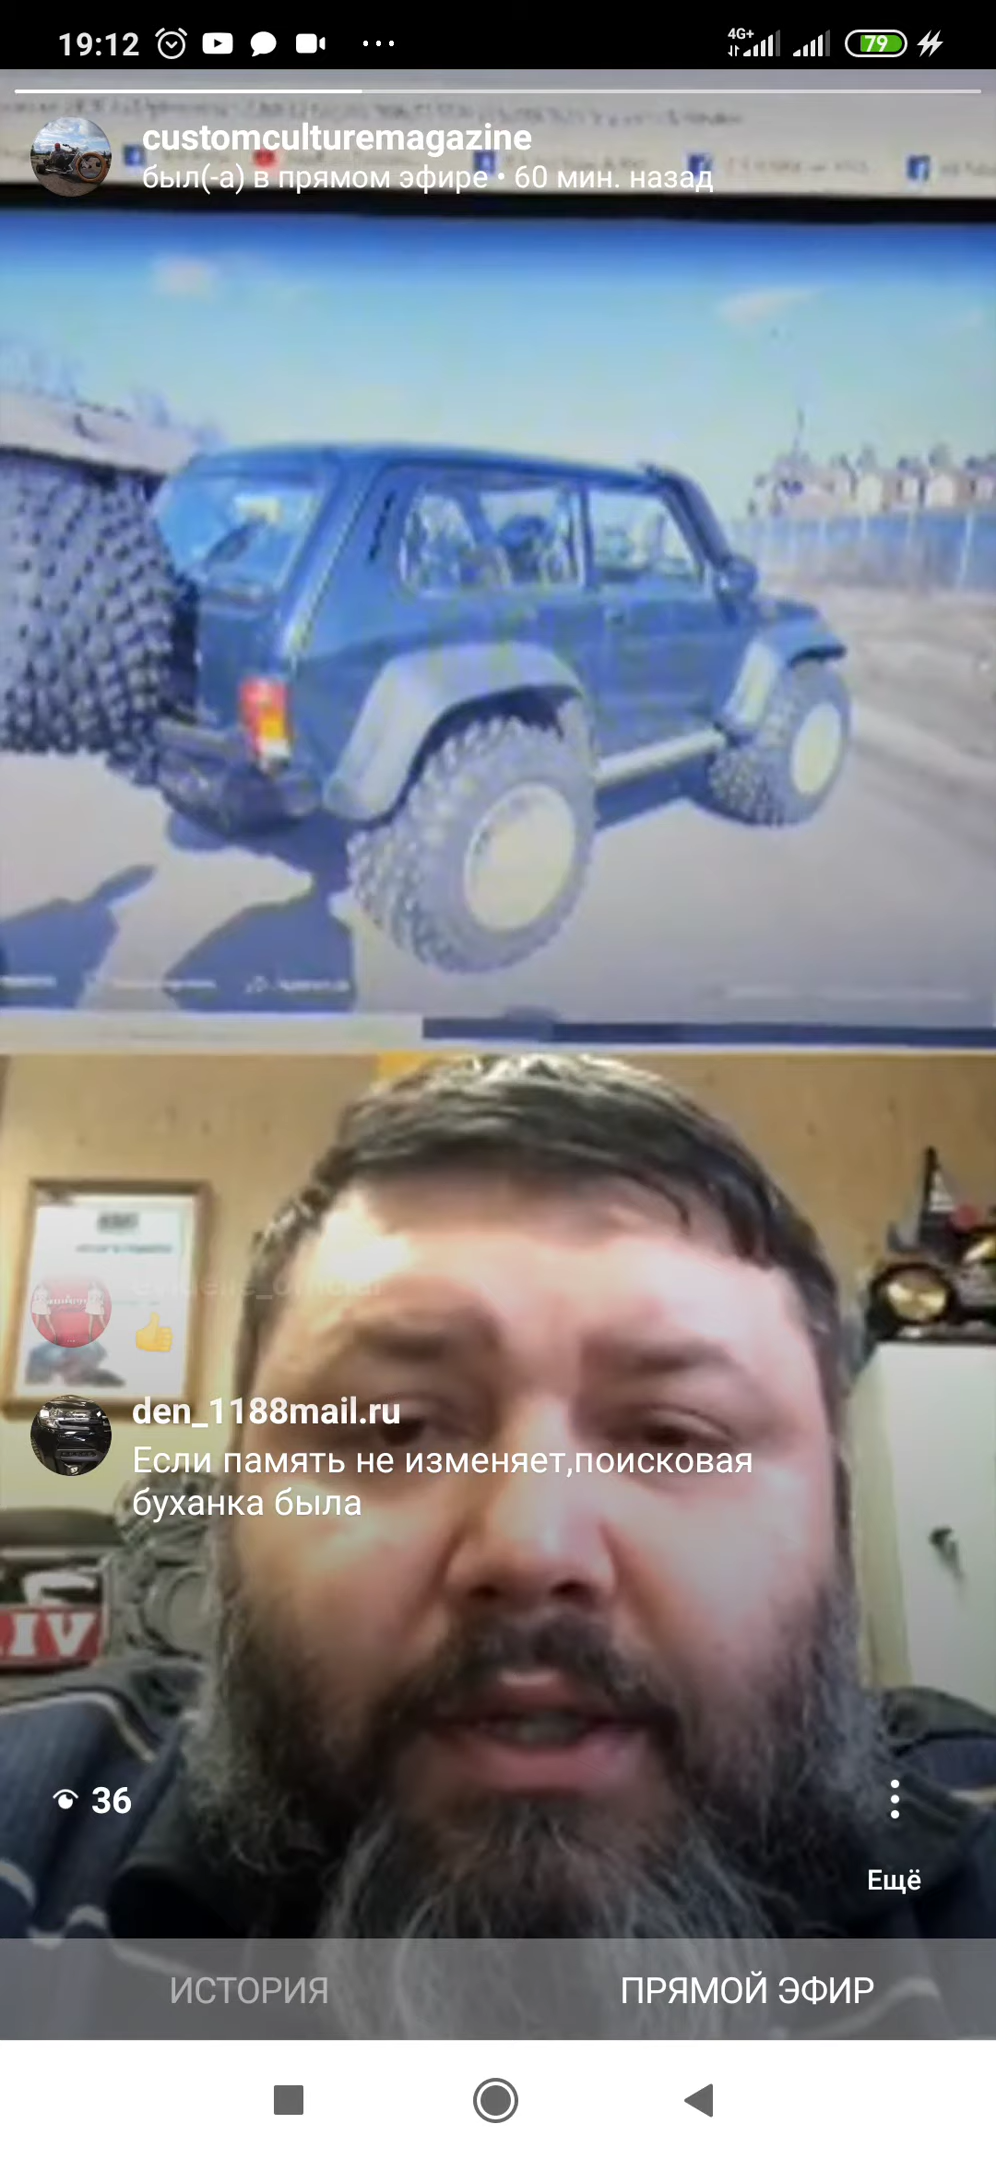 19:12
4G+
79
customculturemagazine
был(-а) в прямом эфире • 60 мин. назад
den_1188mail.ru
Если память не изменяет,поисковая
буханка была
IV
36
Ещё
ИСТОРИЯ
ПРЯМОЙ ЭФИР